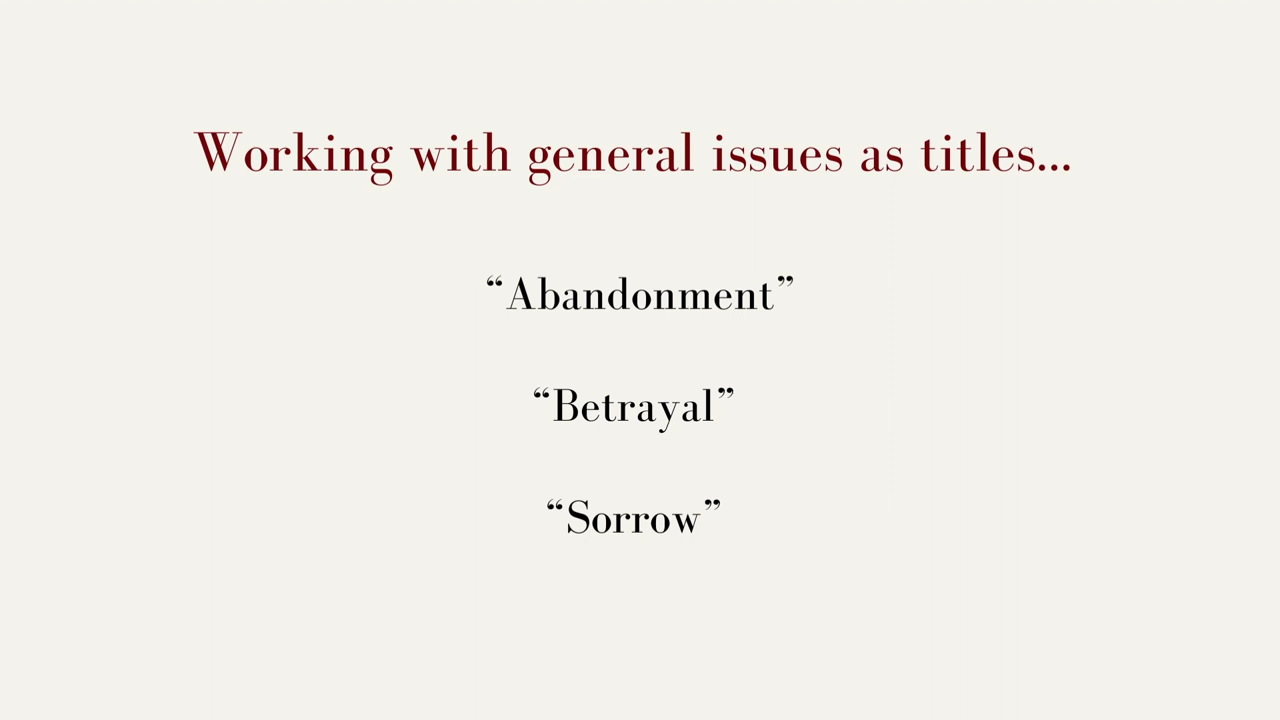 Working with general issues as titles...
“Abandonment”
“Betrayal”
“Sorrow”